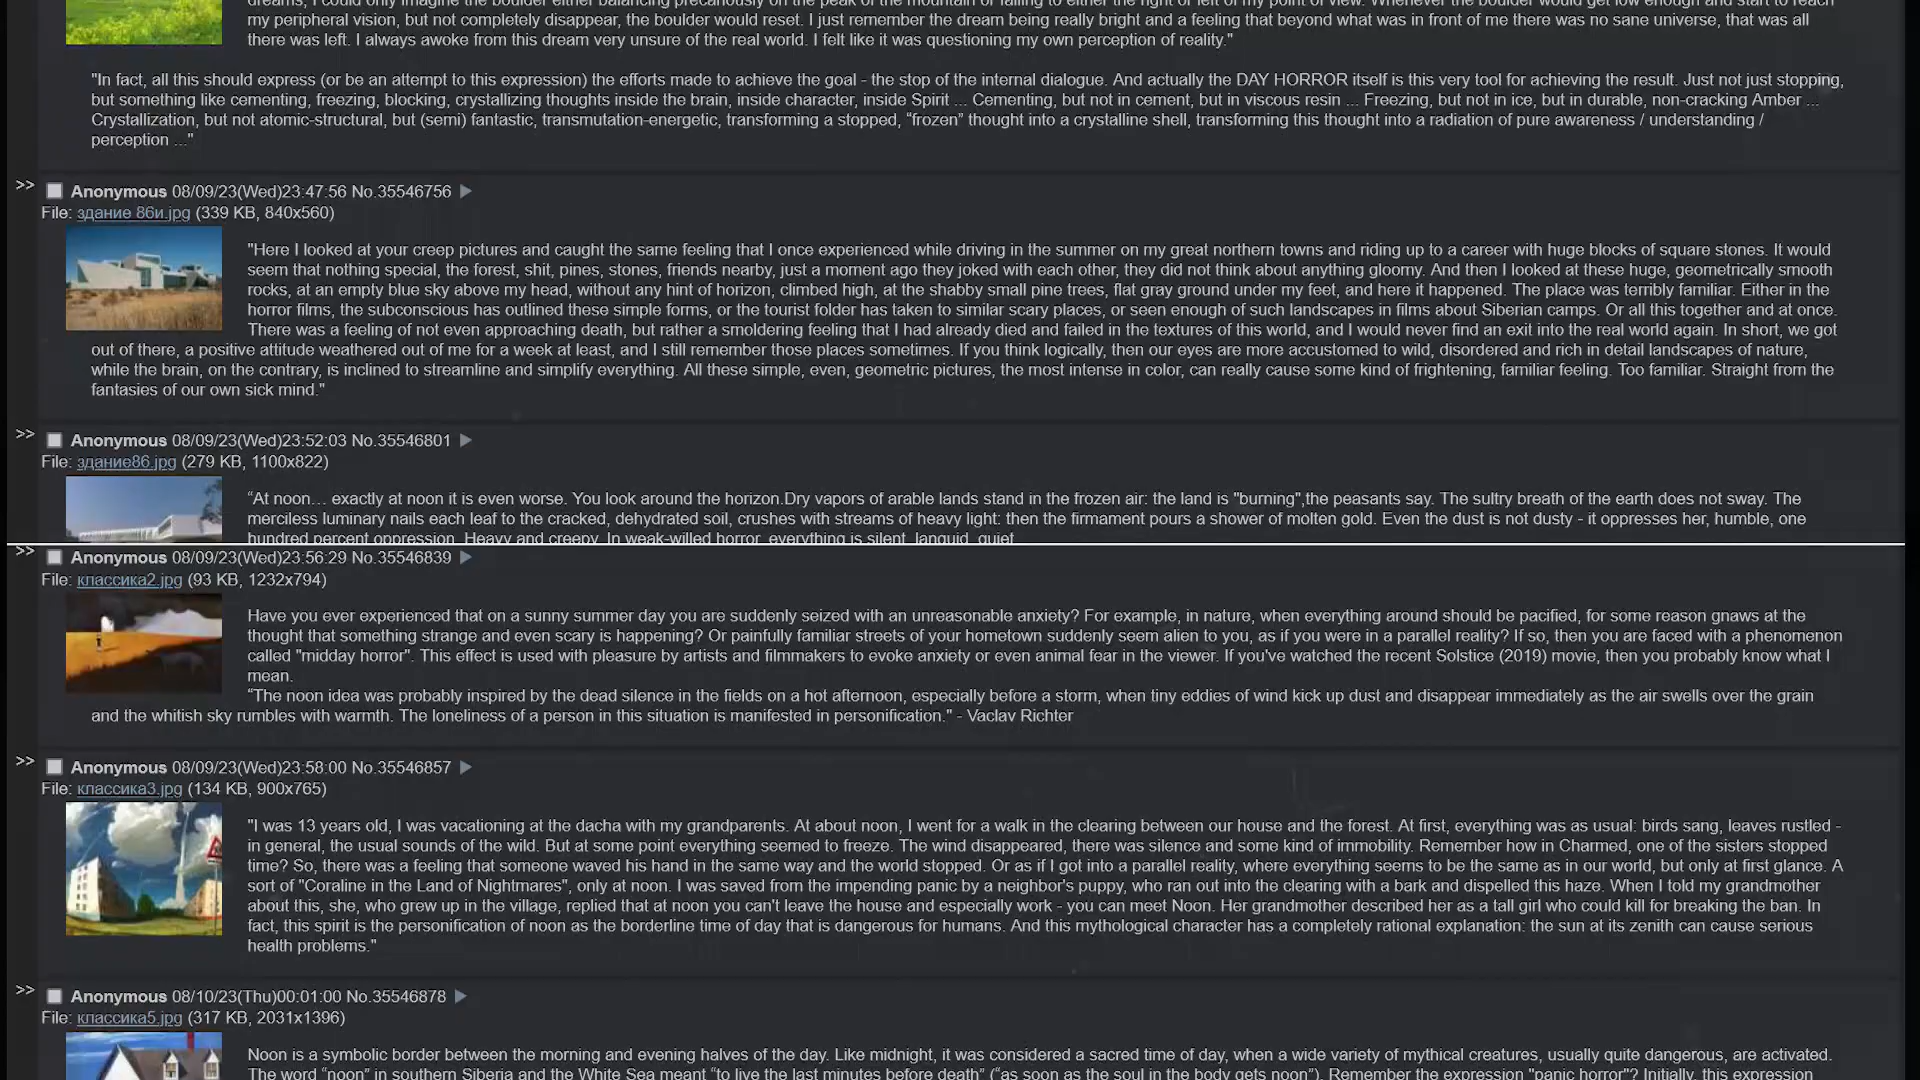 dreams, I could only imagine the boulder either balancing precariously on the peak of the mountain or falling to either the right or left of my point of view. Whenever the boulder would get low enough and start to reach
my peripheral vision, but not completely disappear, the boulder would reset. I just remember the dream being really bright and a feeling that beyond what was in front of me there was no sane universe, that was all
there was left. I always awoke from this dream very unsure of the real world. I felt like it was questioning my own perception of reality."
"In fact, all this should express (or be an attempt to this expression) the efforts made to achieve the goal - the stop of the internal dialogue. And actually the DAY HORROR itself is this very tool for achieving the result. Just not just stopping,
but something like cementing, freezing, blocking, crystallizing thoughts inside the brain, inside character, inside Spirit ... Cementing, but not in cement, but in viscous resin ... Freezing, but not in ice, but in durable, non-cracking Amber ...
Crystallization, but not atomic-structural, but (semi) fantastic, transmutation-energetic, transforming a stopped, “frozen” thought into a crystalline shell, transforming this thought into a radiation of pure awareness / understanding /
perception ..."
>> Anonymous 08/09/23(Wed)23:47:56 No.35546756
File: здание 86и.jpg (339 KB, 840x560)
"Here I looked at your creep pictures and caught the same feeling that I once experienced while driving in the summer on my great northern towns and riding up to a career with huge blocks of square stones. It would
seem that nothing special, the forest, shit, pines, stones, friends nearby, just a moment ago they joked with each other, they did not think about anything gloomy. And then I looked at these huge, geometrically smooth
rocks, at an empty blue sky above my head, without any hint of horizon, climbed high, at the shabby small pine trees, flat gray ground under my feet, and here it happened. The place was terribly familiar. Either in the
horror films, the subconscious has outlined these simple forms, or the tourist folder has taken to similar scary places, or seen enough of such landscapes in films about Siberian camps. Or all this together and at once.
There was a feeling of not even approaching death, but rather a smoldering feeling that I had already died and failed in the textures of this world, and I would never find an exit into the real world again. In short, we got
out of there, a positive attitude weathered out of me for a week at least, and I still remember those places sometimes. If you think logically, then our eyes are more accustomed to wild, disordered and rich in detail landscapes of nature,
while the brain, on the contrary, is inclined to streamline and simplify everything. All these simple, even, geometric pictures, the most intense in color, can really cause some kind of frightening, familiar feeling. Too familiar. Straight from the
fantasies of our own sick mind."
>> Anonymous 08/09/23(Wed)23:52:03 No.35546801
File: здание86.jpg (279 KB, 1100x822)
“At noon… exactly at noon it is even worse. You look around the horizon.Dry vapors of arable lands stand in the frozen air: the land is "burning",the peasants say. The sultry breath of the earth does not sway. The
merciless luminary nails each leaf to the cracked, dehydrated soil, crushes with streams of heavy light: then the firmament pours a shower of molten gold. Even the dust is not dusty - it oppresses her, humble, one
hundred percent oppression. Heavy and creepy. In weak-willed horror, everything is silent, languid, quiet
>> Anonymous 08/09/23(Wed)23:56:29 No.35546839
File: классика2.jpg (93 KB, 1232x794)
Have you ever experienced that on a sunny summer day you are suddenly seized with an unreasonable anxiety? For example, in nature, when everything around should be pacified, for some reason gnaws at the
thought that something strange and even scary is happening? Or painfully familiar streets of your hometown suddenly seem alien to you, as if you were in a parallel reality? If so, then you are faced with a phenomenon
called "midday horror". This effect is used with pleasure by artists and filmmakers to evoke anxiety or even animal fear in the viewer. If you've watched the recent Solstice (2019) movie, then you probably know what I
mean.
“The noon idea was probably inspired by the dead silence in the fields on a hot afternoon, especially before a storm, when tiny eddies of wind kick up dust and disappear immediately as the air swells over the grain
and the whitish sky rumbles with warmth. The loneliness of a person in this situation is manifested in personification." - Vaclav Richter
>> Anonymous 08/09/23(Wed)23:58:00 No.35546857
File: классика3.jpg (134 KB, 900x765)
"I was 13 years old, I was vacationing at the dacha with my grandparents. At about noon, I went for a walk in the clearing between our house and the forest. At first, everything was as usual: birds sang, leaves rustled -
in general, the usual sounds of the wild. But at some point everything seemed to freeze. The wind disappeared, there was silence and some kind of immobility. Remember how in Charmed, one of the sisters stopped
time? So, there was a feeling that someone waved his hand in the same way and the world stopped. Or as if I got into a parallel reality, where everything seems to be the same as in our world, but only at first glance. A
sort of "Coraline in the Land of Nightmares", only at noon. I was saved from the impending panic by a neighbor's puppy, who ran out into the clearing with a bark and dispelled this haze. When I told my grandmother
about this, she, who grew up in the village, replied that at noon you can't leave the house and especially work - you can meet Noon. Her grandmother described her as a tall girl who could kill for breaking the ban. In
fact, this spirit is the personification of noon as the borderline time of day that is dangerous for humans. And this mythological character has a completely rational explanation: the sun at its zenith can cause serious
health problems."
>> Anonymous 08/10/23(Thu)00:01:00 No.35546878
File: классика5.jpg (317 KB, 2031x1396)
Noon is a symbolic border between the morning and evening halves of the day. Like midnight, it was considered a sacred time of day, when a wide variety of mythical creatures, usually quite dangerous, are activated.
The word “noon” in southern Siberia and the White Sea meant “to live the last minutes before death” (“as soon as the soul in the body gets noon”). Remember the expression "panic horror"? Initially, this expression